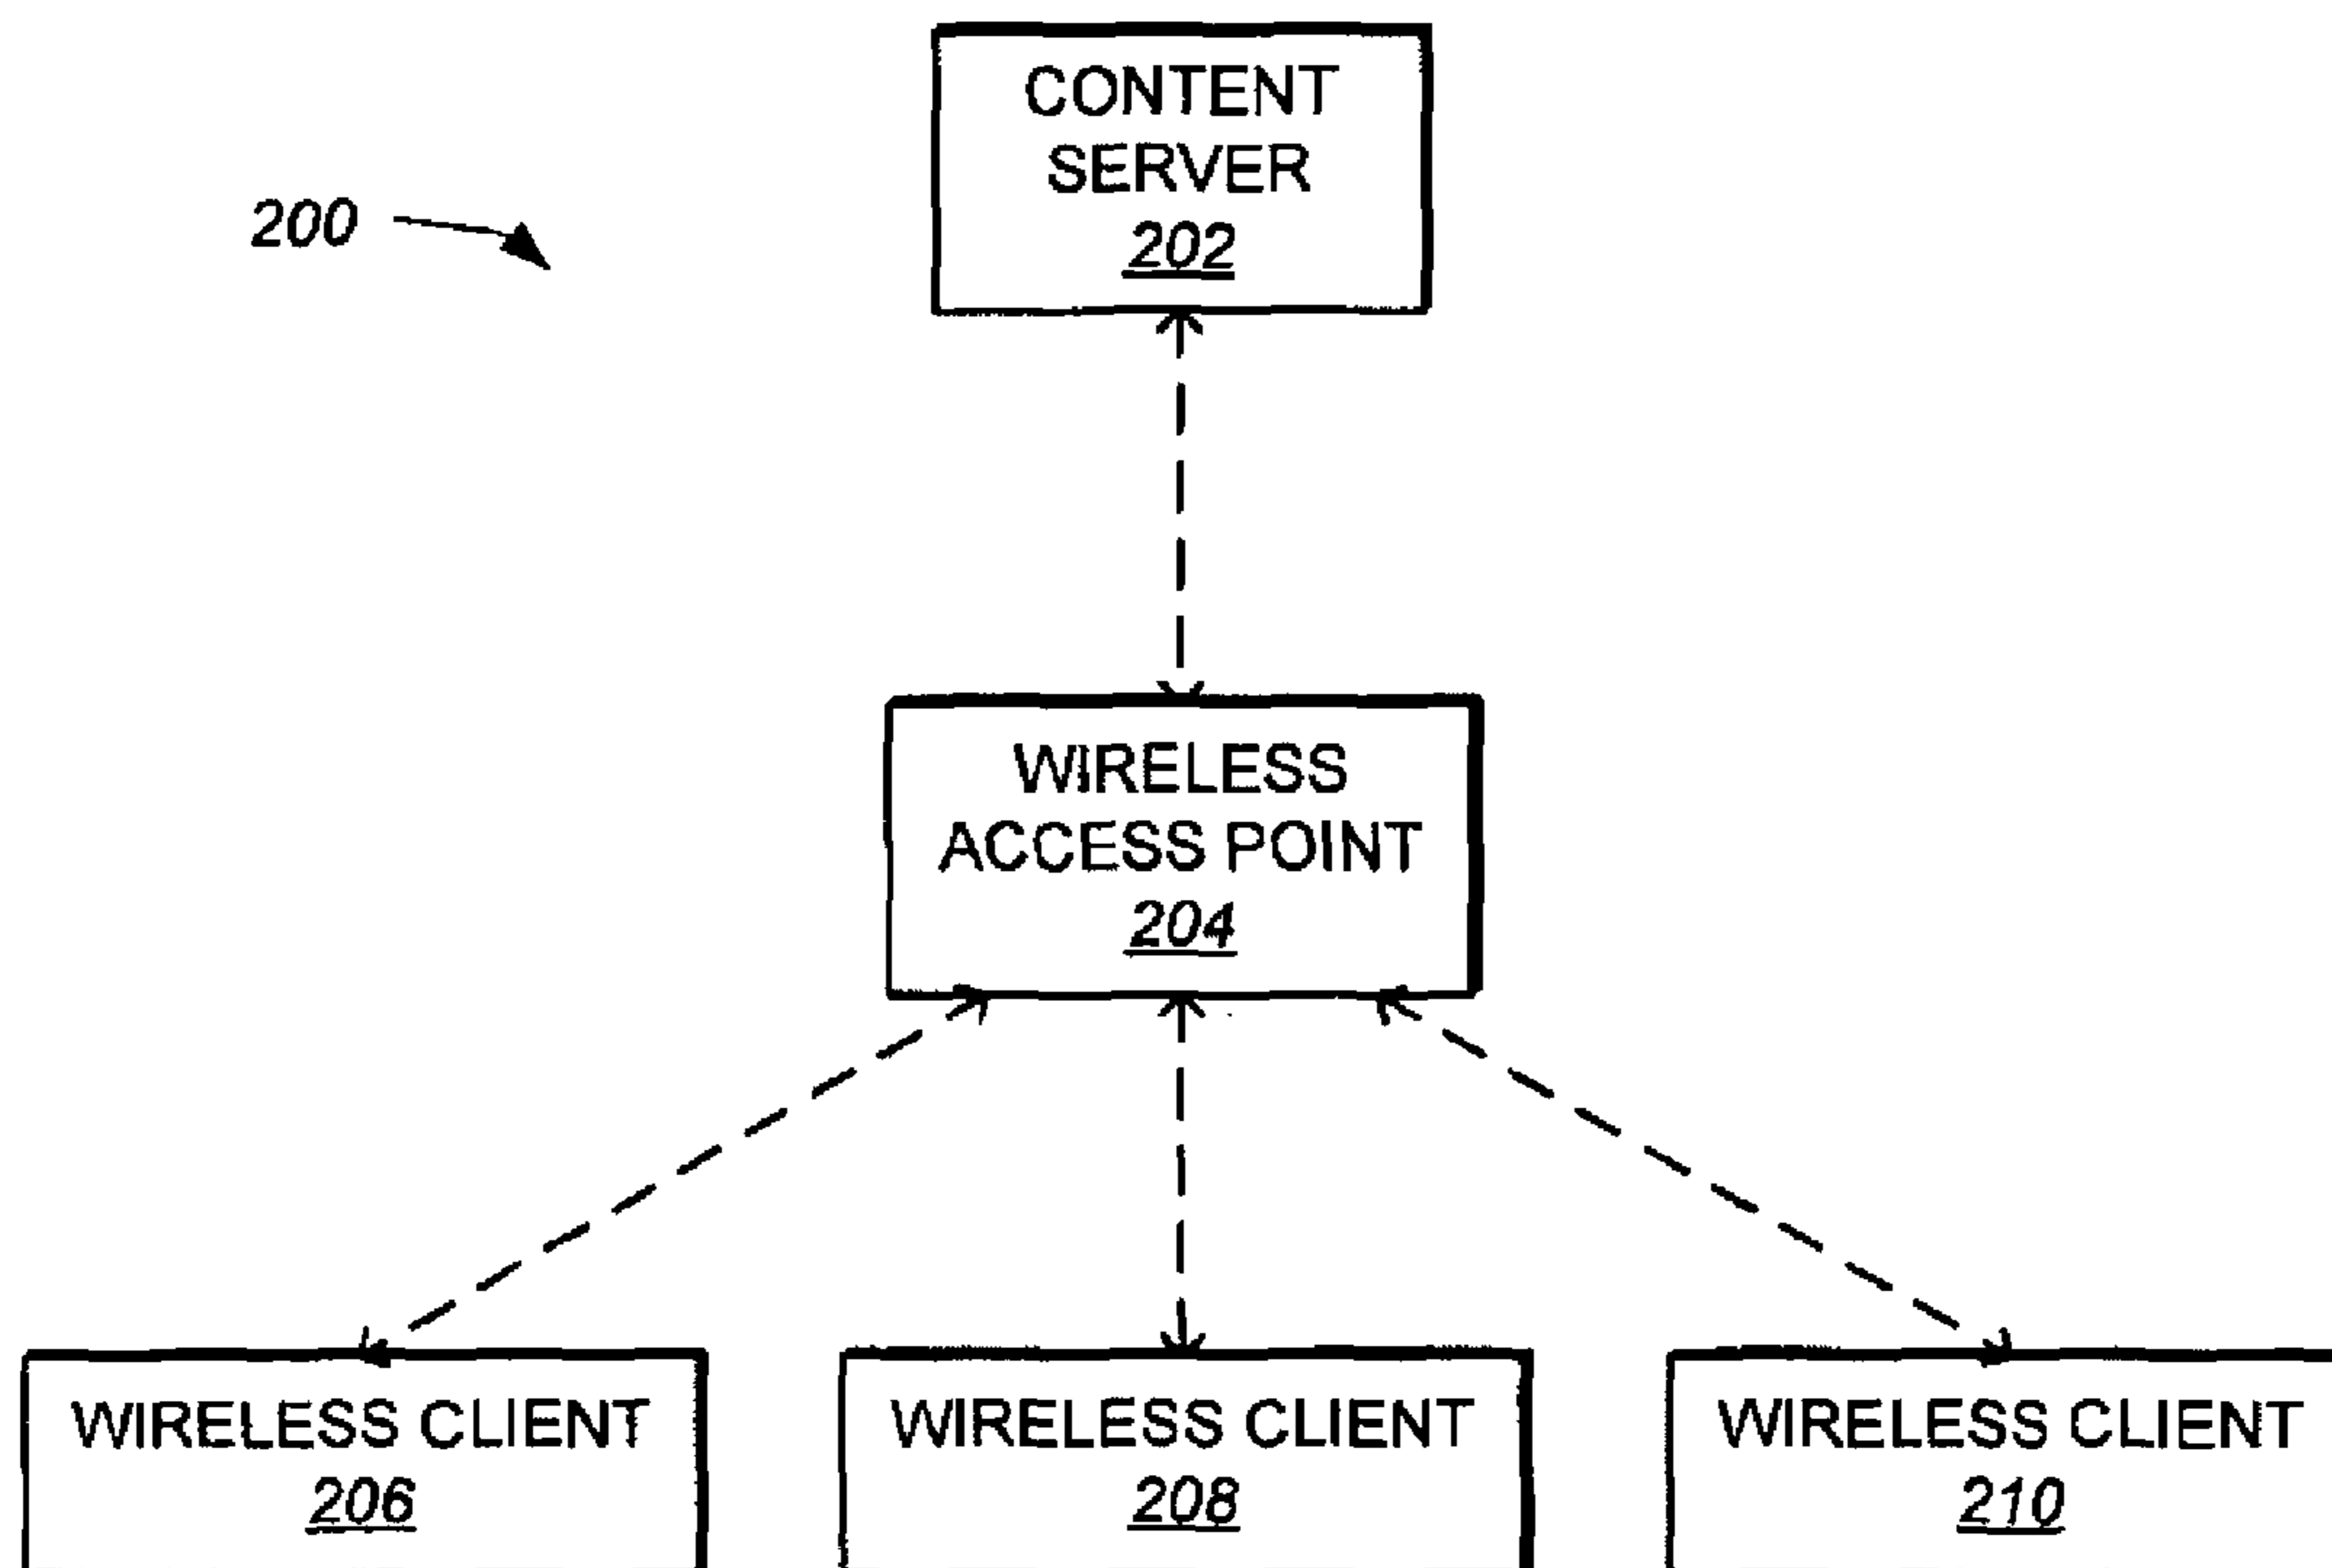 CONTENT
SERVER
202
200
WIRELESS
ACCESS POINT
204
WIRELESS CLIENT
206
WIRELESS CLIENT
208
WIRELESS CLIENT
210